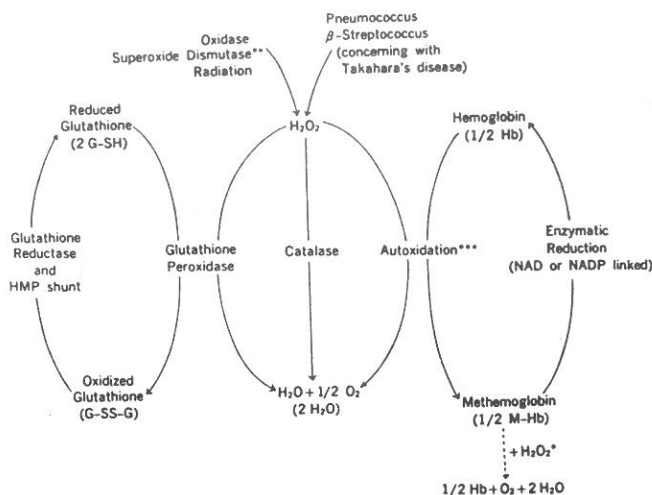 Oxidase
Superoxide Dismutase**
Radiation
Pneumococcus
β-Streptococcus
(concerning with
Takahara's disease)
Reduced
Glutathione
(2 G-SH)
H₂O₂
Hemoglobin
(1/2 Hb)
Glutathione
Reductase
and
HMP shunt
Glutathione
Peroxidase
Catalase
Autoxidation***
Enzymatic
Reduction
(NAD or NADP linked)
Oxidized
Glutathione
(G-SS-G)
H₂O + 1/2 O₂
(2 H₂O)
Methemoglobin
(1/2 M-Hb)
+ H₂O₂*
1/2 Hb + O₂ + 2 H₂O